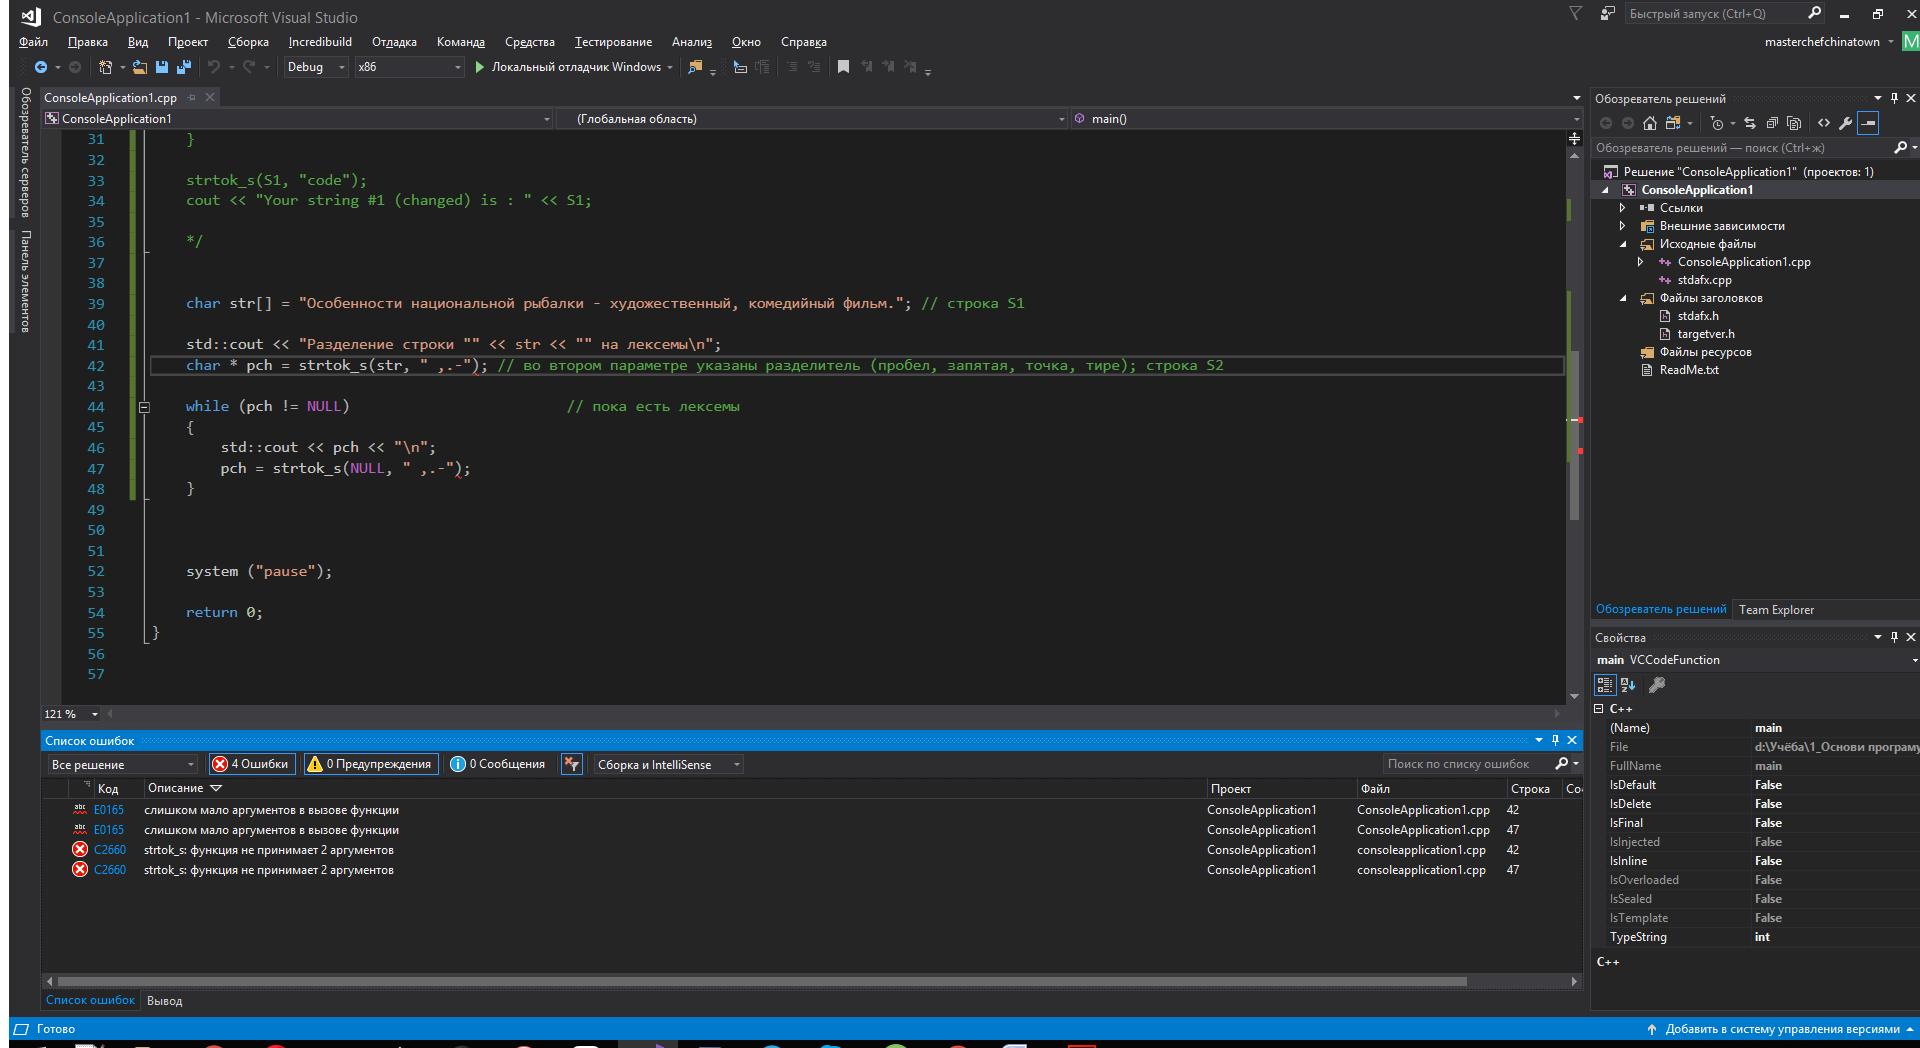 ConsoleApplication1 - Microsoft Visual Studio
Быстрый запуск (Ctrl+Q)
Файл Правка Вид Проект Сборка Incredibuild Отладка Команда Средства Тестирование Анализ Окно Справка
masterchefchinatown M
Debug x86 Локальный отладчик Windows
Обозреватель серверов
Панель элементов
ConsoleApplication1.cpp
ConsoleApplication1 (Глобальная область) main()
31 }
32
33 strtok_s(S1, "code");
34 cout << "Your string #1 (changed) is : " << S1;
35
36 */
37
38
39 char str[] = "Особенности национальной рыбалки - художественный, комедийный фильм."; // строка S1
40
41 std::cout << "Разделение строки "" << str << "" на лексемы\n";
42 char * pch = strtok_s(str, " ,.-"); // во втором параметре указаны разделитель (пробел, запятая, точка, тире); строка S2
43
44 while (pch != NULL) // пока есть лексемы
45 {
46 std::cout << pch << "\n";
47 pch = strtok_s(NULL, " ,.-");
48 }
49
50
51
52 system ("pause");
53
54 return 0;
55 }
56
57
121 %
Список ошибок
Все решение 4 Ошибки 0 Предупреждения 0 Сообщения Сборка и IntelliSense Поиск по списку ошибок
Код Описание Проект Файл Строка Со
E0165 слишком мало аргументов в вызове функции ConsoleApplication1 ConsoleApplication1.cpp 42
E0165 слишком мало аргументов в вызове функции ConsoleApplication1 ConsoleApplication1.cpp 47
C2660 strtok_s: функция не принимает 2 аргументов ConsoleApplication1 consoleapplication1.cpp 42
C2660 strtok_s: функция не принимает 2 аргументов ConsoleApplication1 consoleapplication1.cpp 47
Список ошибок Вывод
Готово
Добавить в систему управления версиями
Обозреватель решений
Обозреватель решений — поиск (Ctrl+ж)
Решение "ConsoleApplication1" (проектов: 1)
ConsoleApplication1
Ссылки
Внешние зависимости
Исходные файлы
ConsoleApplication1.cpp
stdafx.cpp
Файлы заголовков
stdafx.h
targetver.h
Файлы ресурсов
ReadMe.txt
Обозреватель решений Team Explorer
Свойства
main VCCodeFunction
C++
(Name) main
File d:\Учёба\1_Основи програму
FullName main
IsDefault False
IsDelete False
IsFinal False
IsInjected False
IsInline False
IsOverloaded False
IsSealed False
IsTemplate False
TypeString int
C++